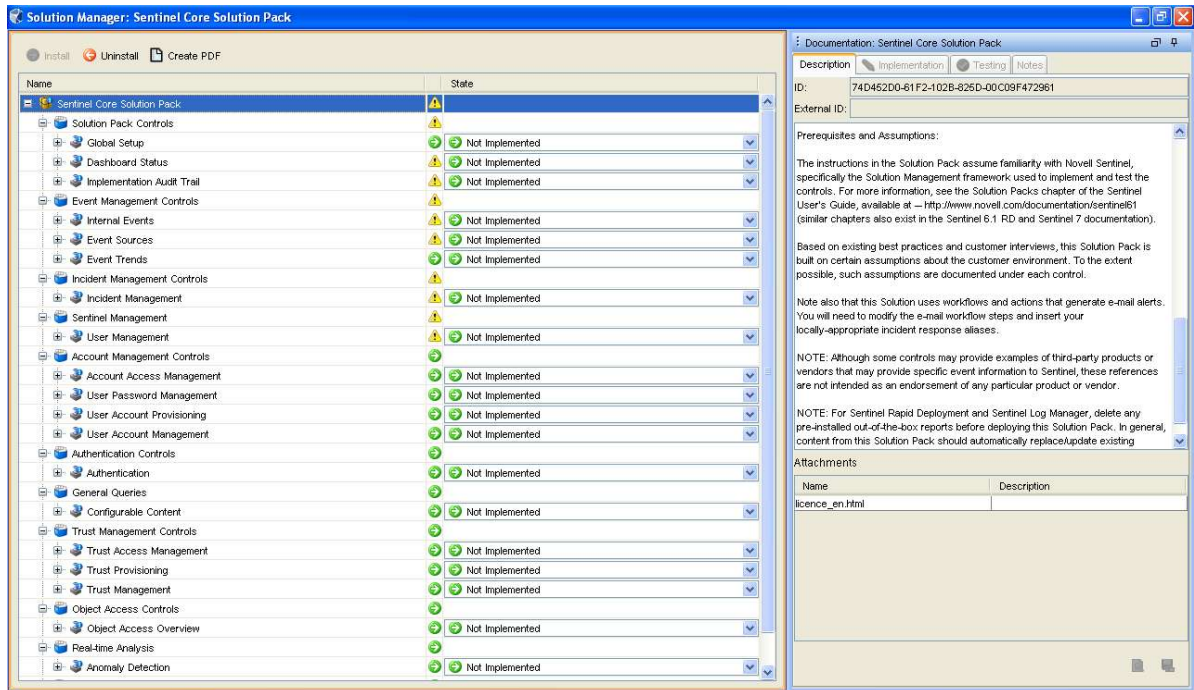 Solution Manager: Sentinel Core Solution Pack
Install Uninstall Create PDF
Name State
Sentinel Core Solution Pack
Solution Pack Controls
Global Setup Not Implemented
Dashboard Status Not Implemented
Implementation Audit Trail Not Implemented
Event Management Controls
Internal Events Not Implemented
Event Sources Not Implemented
Event Trends Not Implemented
Incident Management Controls
Incident Management Not Implemented
Sentinel Management
User Management Not Implemented
Account Management Controls
Account Access Management Not Implemented
User Password Management Not Implemented
User Account Provisioning Not Implemented
User Account Management Not Implemented
Authentication Controls
Authentication Not Implemented
General Queries
Configurable Content Not Implemented
Trust Management Controls
Trust Access Management Not Implemented
Trust Provisioning Not Implemented
Trust Management Not Implemented
Object Access Controls
Object Access Overview Not Implemented
Real-time Analysis
Anomaly Detection Not Implemented
Documentation: Sentinel Core Solution Pack
Description Implementation Testing Notes
ID: 74D452D0-61F2-102B-825D-00C09F472961
External ID:
Prerequisites and Assumptions:
The instructions in the Solution Pack assume familiarity with Novell Sentinel,
specifically the Solution Management framework used to implement and test the
controls. For more information, see the Solution Packs chapter of the Sentinel
User's Guide, available at — http://www.novell.com/documentation/sentinel61
(similar chapters also exist in the Sentinel 6.1 RD and Sentinel 7 documentation).
Based on existing best practices and customer interviews, this Solution Pack is
built on certain assumptions about the customer environment. To the extent
possible, such assumptions are documented under each control.
Note also that this Solution uses workflows and actions that generate e-mail alerts.
You will need to modify the e-mail workflow steps and insert your
locally-appropriate incident response aliases.
NOTE: Although some controls may provide examples of third-party products or
vendors that may provide specific event information to Sentinel, these references
are not intended as an endorsement of any particular product or vendor.
NOTE: For Sentinel Rapid Deployment and Sentinel Log Manager, delete any
pre-installed out-of-the-box reports before deploying this Solution Pack. In general,
content from this Solution Pack should automatically replace/update existing
Attachments
Name Description
licence_en.html